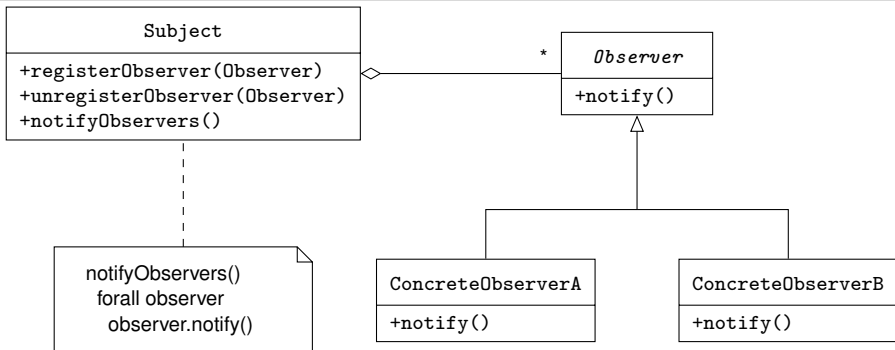 Subject
+registerObserver(Observer)
+unregisterObserver(Observer)
+notifyObservers()
*
Observer
+notify()
notifyObservers()
forall observer
observer.notify()
ConcreteObserverA
+notify()
ConcreteObserverB
+notify()